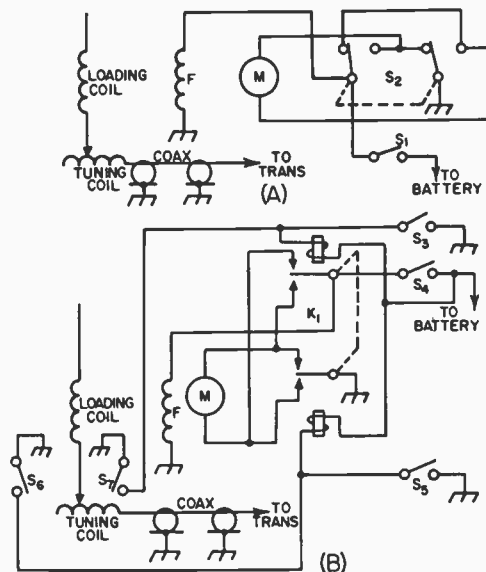 LOADING
COIL
F
M
S2
S1
TO
BATTERY
COAX
TUNING
COIL
TO
TRANS
(A)
S3
S4
TO
BATTERY
K1
LOADING
COIL
F
M
S6
S7
COAX
TUNING
COIL
TO
TRANS
S5
(B)